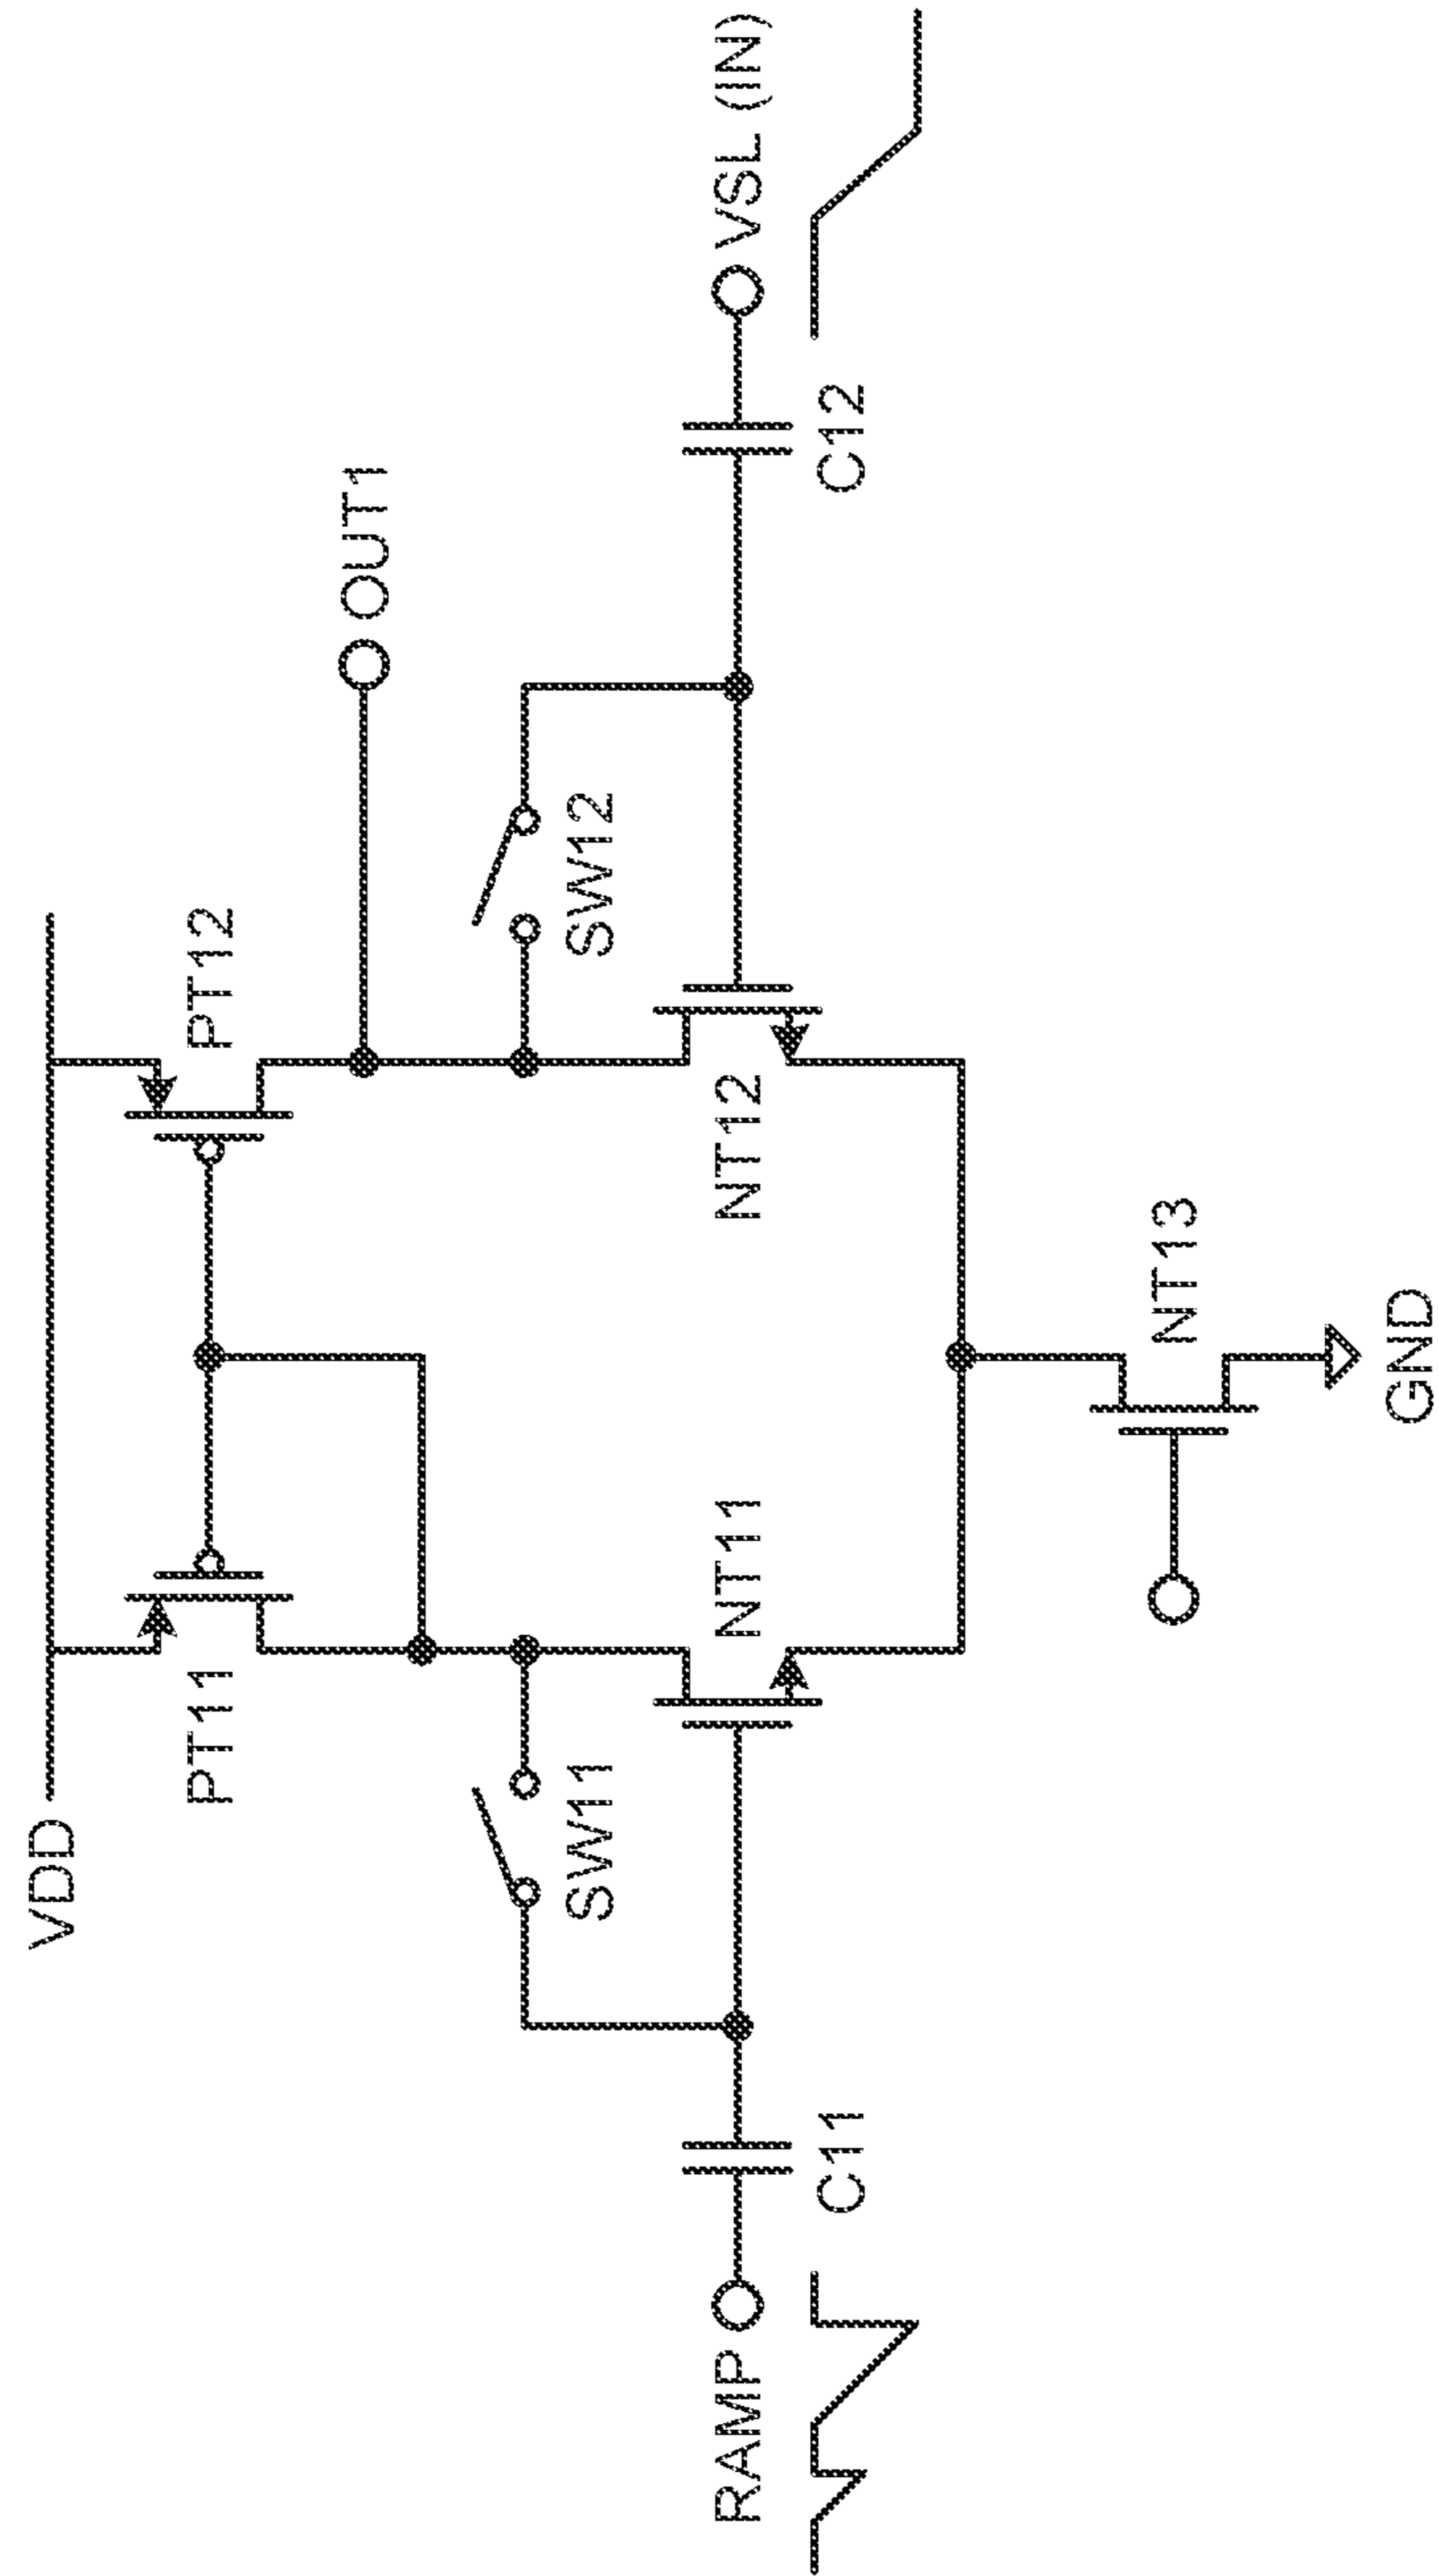 VDD
PT11
PT12
OUT1
SW11
SW12
RAMP
C11
NT11
NT12
C12
VSL (IN)
NT13
GND